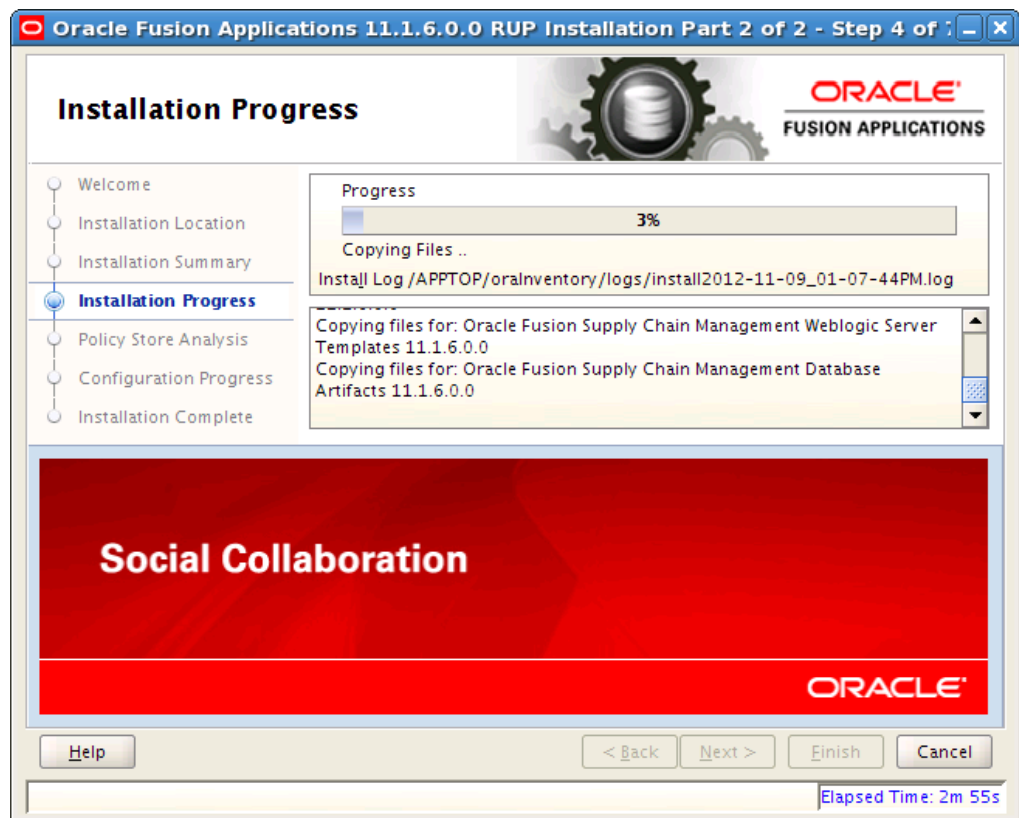 Oracle Fusion Applications 11.1.6.0.0 RUP Installation Part 2 of 2 - Step 4 of
Installation Progress
ORACLE
FUSION APPLICATIONS
Welcome
Installation Location
Installation Summary
Installation Progress
Policy Store Analysis
Configuration Progress
Installation Complete
Progress
3%
Copying Files ..
Install Log /APPTOP/oraInventory/logs/install2012-11-09_01-07-44PM.log
Copying files for: Oracle Fusion Supply Chain Management Weblogic Server
Templates 11.1.6.0.0
Copying files for: Oracle Fusion Supply Chain Management Database
Artifacts 11.1.6.0.0
Social Collaboration
ORACLE
Help
< Back
Next >
Finish
Cancel
Elapsed Time: 2m 55s